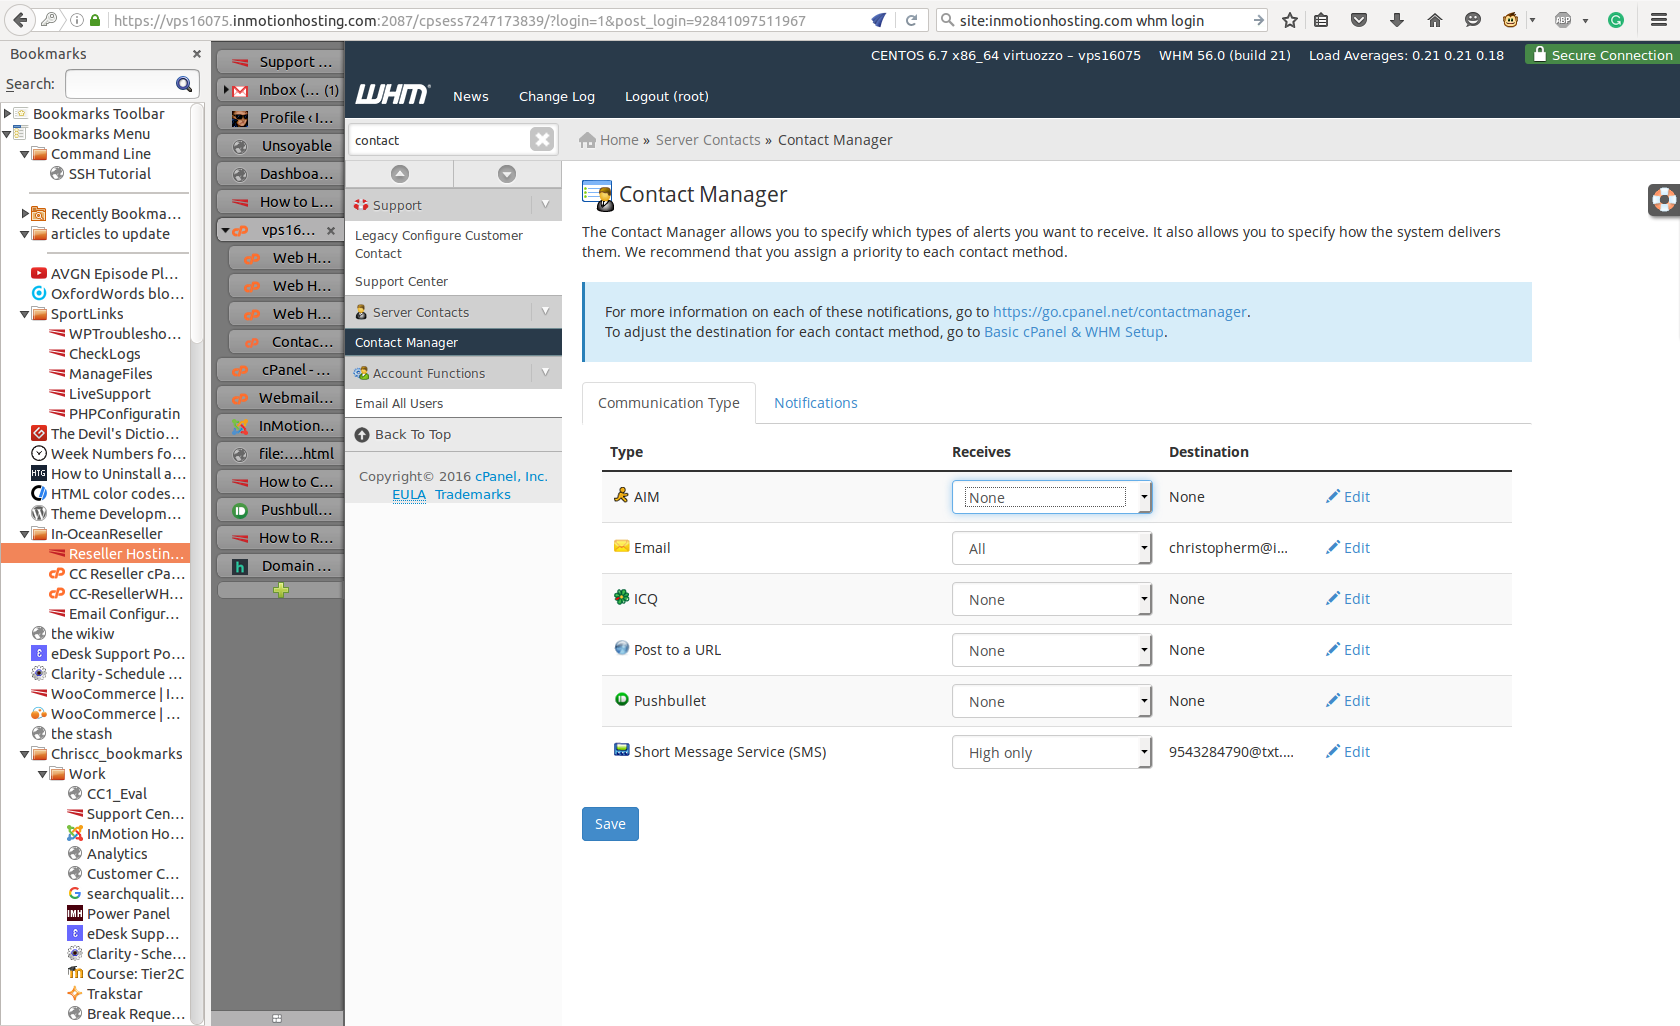 https://vps16075.inmotionhosting.com:2087/cpsess7247173839/?login=1&post_login=92841097511967
site:inmotionhosting.com whm login
ABP
Bookmarks
Search:
Bookmarks Toolbar
Bookmarks Menu
Command Line
SSH Tutorial
Recently Bookma...
articles to update
AVGN Episode Pl...
OxfordWords blo...
SportLinks
WPTroublesho...
CheckLogs
ManageFiles
LiveSupport
PHPConfiguratin
The Devil's Dictio...
Week Numbers fo...
HTG
How to Uninstall a...
HTML color codes...
Theme Developm...
In-OceanReseller
Reseller Hostin...
CC Reseller cPa...
CC-ResellerWH...
Email Configur...
the wikiw
eDesk Support Po...
Clarity - Schedule ...
WooCommerce | I...
WooCommerce | ...
the stash
Chriscc_bookmarks
Work
CC1_Eval
Support Cen...
InMotion Ho...
Analytics
Customer C...
searchqualit...
IMH
Power Panel
eDesk Supp...
Clarity - Sche...
Course: Tier2C
Trakstar
Break Reque...
Support ...
Inbox (... (1)
Profile ‹ I...
Unsoyable
Dashboa...
How to L...
vps16...
Web H...
Web H...
Web H...
Contac...
cPanel - ...
Webmail...
InMotion...
file:....html
How to C...
Pushbull...
How to R...
Domain ...
CENTOS 6.7 x86_64 virtuozzo – vps16075
WHM 56.0 (build 21)
Load Averages: 0.21 0.21 0.18
Secure Connection
WHM
News
Change Log
Logout (root)
contact
Support
Legacy Configure Customer
Contact
Support Center
Server Contacts
Contact Manager
Account Functions
Email All Users
Back To Top
Copyright© 2016 cPanel, Inc.
EULA Trademarks
Home » Server Contacts » Contact Manager
Contact Manager
The Contact Manager allows you to specify which types of alerts you want to receive. It also allows you to specify how the system delivers
them. We recommend that you assign a priority to each contact method.
For more information on each of these notifications, go to https://go.cpanel.net/contactmanager.
To adjust the destination for each contact method, go to Basic cPanel & WHM Setup.
Communication Type
Notifications
Type Receives Destination
AIM None None Edit
Email All christopherm@i... Edit
ICQ None None Edit
Post to a URL None None Edit
Pushbullet None None Edit
Short Message Service (SMS) High only 9543284790@txt.... Edit
Save